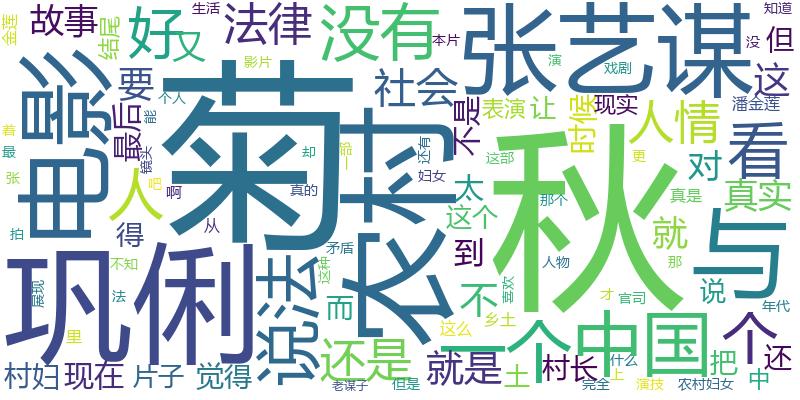 金莲
故事
结尾
好
又
生活
法律
没有
本片
张艺谋
知道
没
但
影片
个人
能
电影
要
最后
社会
不是
表演
让
演
戏剧
时候
现实
这
潘金莲
人情
看
着
最
菊
农村
秋
镜头
却
一部
还有
这部
更
张
人
吧
啊
真的
妇女
太
对
真实
拍
得
从
矛盾
这个
那个
真是
就
与
巩俐
不知
说法
这种
而
到
不
喜欢
人物
那
说
展现
法
里
才
官司
年代
还是
这么
乡土
一个
中国
个
还
村妇
现在
片子
觉得
老谋子
就是
但是
土
村长
完全
什么
上
演技
把
农村妇女
中